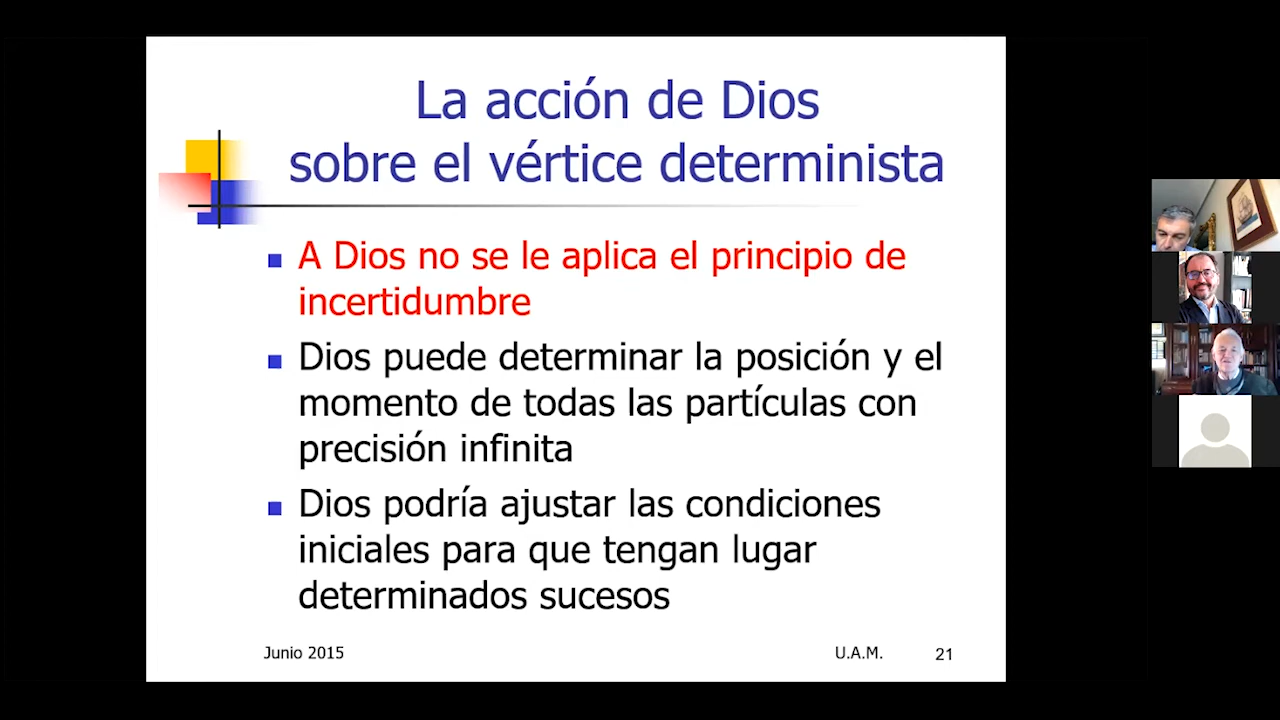 La acción de Dios
sobre el vértice determinista
A Dios no se le aplica el principio de
incertidumbre
Dios puede determinar la posición y el
momento de todas las partículas con
precisión infinita
Dios podría ajustar las condiciones
iniciales para que tengan lugar
determinados sucesos
Junio 2015
U.A.M.
21